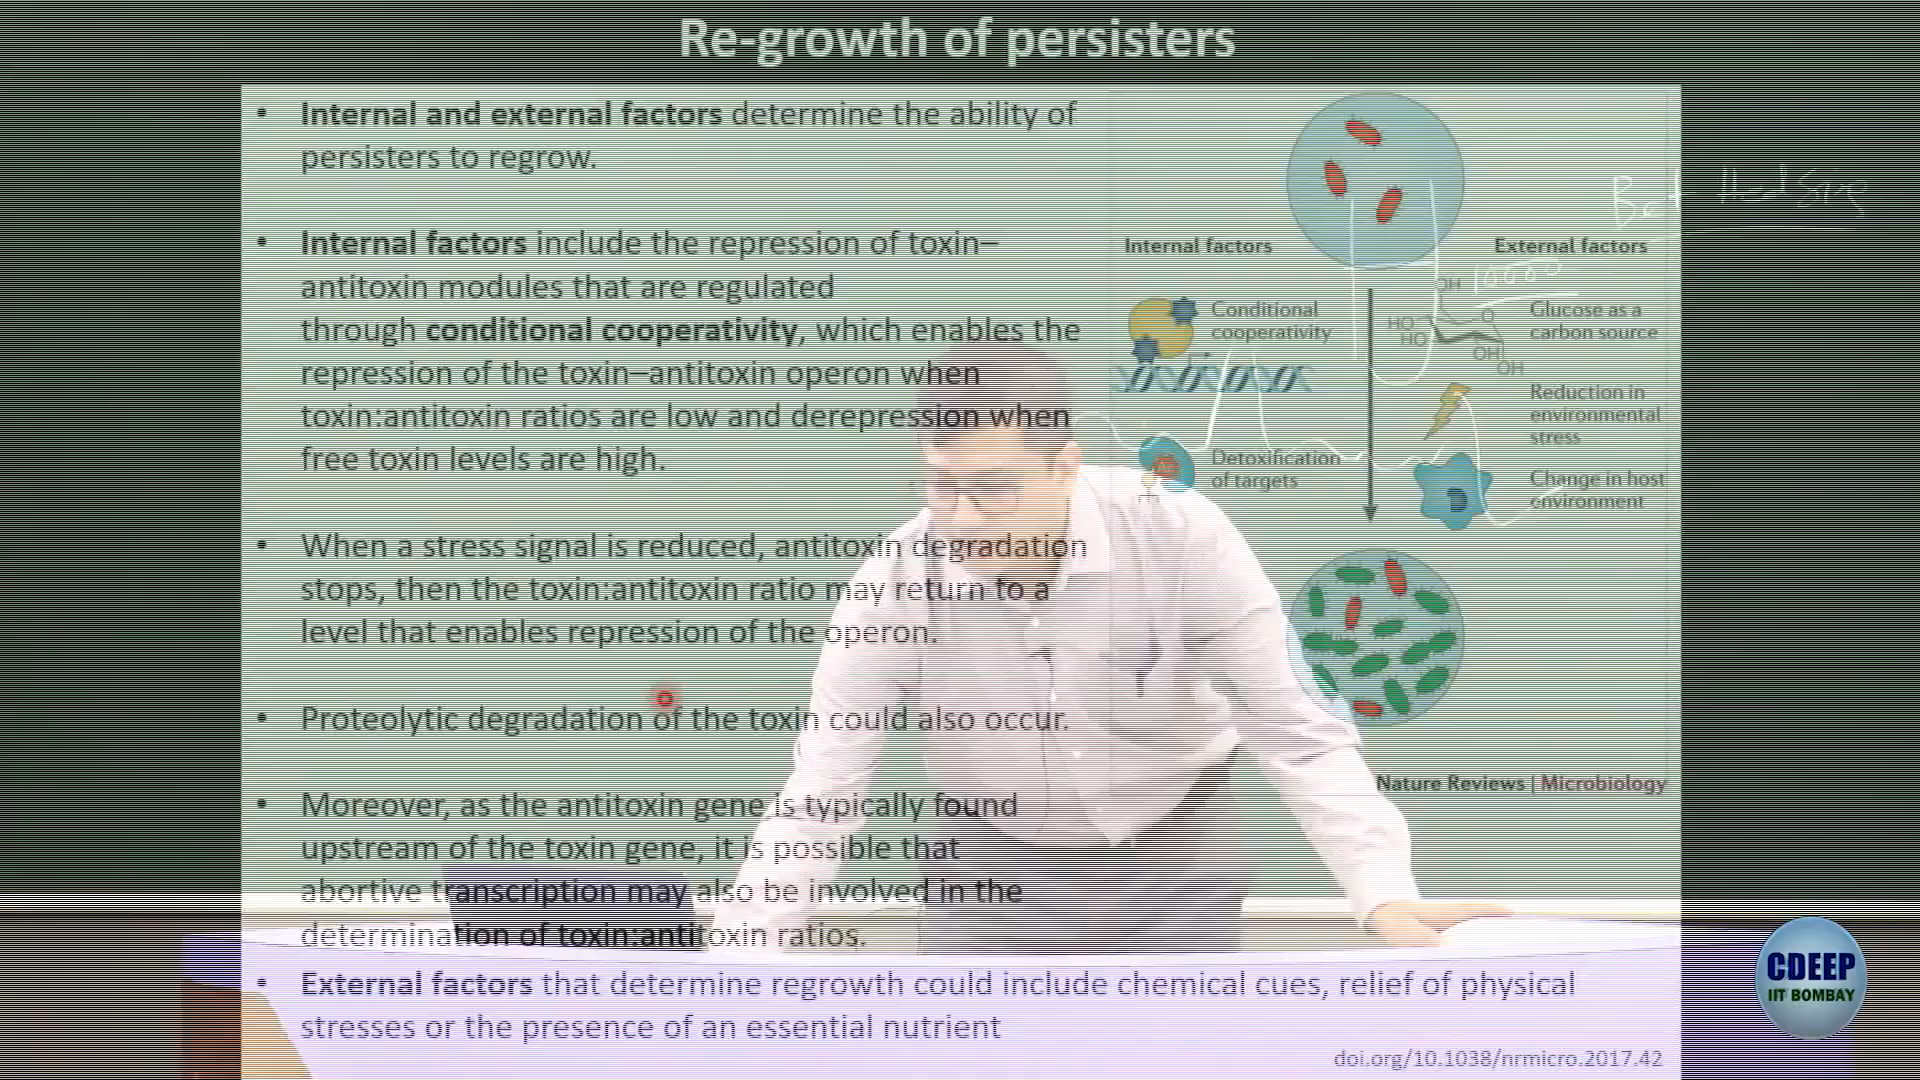 Re-growth of persisters
• Internal and external factors determine the ability of
persisters to regrow.
• Internal factors include the repression of toxin–
antitoxin modules that are regulated
through conditional cooperativity, which enables the
repression of the toxin–antitoxin operon when
toxin:antitoxin ratios are low and derepression when
free toxin levels are high.
• When a stress signal is reduced, antitoxin degradation
stops, then the toxin:antitoxin ratio may return to a
level that enables repression of the operon.
• Proteolytic degradation of the toxin could also occur.
• Moreover, as the antitoxin gene is typically found
upstream of the toxin gene, it is possible that
abortive transcription may also be involved in the
determination of toxin:antitoxin ratios.
• External factors that determine regrowth could include chemical cues, relief of physical
stresses or the presence of an essential nutrient
Internal factors
External factors
Conditional
cooperativity
Detoxification
of targets
OH
HO
HO
O
OH
OH
Glucose as a
carbon source
Reduction in
environmental
stress
Change in host
environment
Nature Reviews | Microbiology
doi.org/10.1038/nrmicro.2017.42
Bet Hedging
10000
CDEEP
IIT BOMBAY